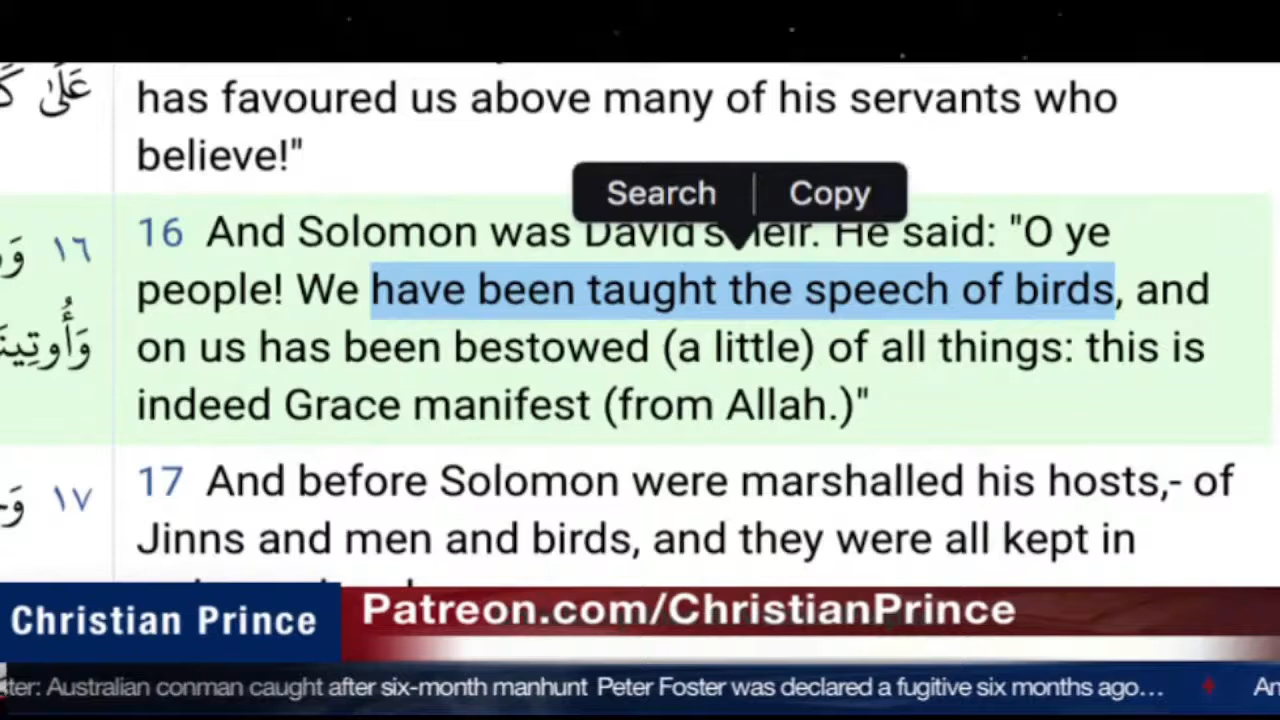 has favoured us above many of his servants who
عَلَىٰ
believe!"
Search
Copy
16 And Solomon was David's heir. He said: "O ye
١٦
people! We have been taught the speech of birds, and
on us has been bestowed (a little) of all things: this is
indeed Grace manifest (from Allah.)"
17 And before Solomon were marshalled his hosts,- of
١٧
Jinns and men and birds, and they were all kept in
Christian Prince
Patreon.com/ChristianPrince
ster: Australian conman caught after six-month manhunt Peter Foster was declared a fugitive six months ago...